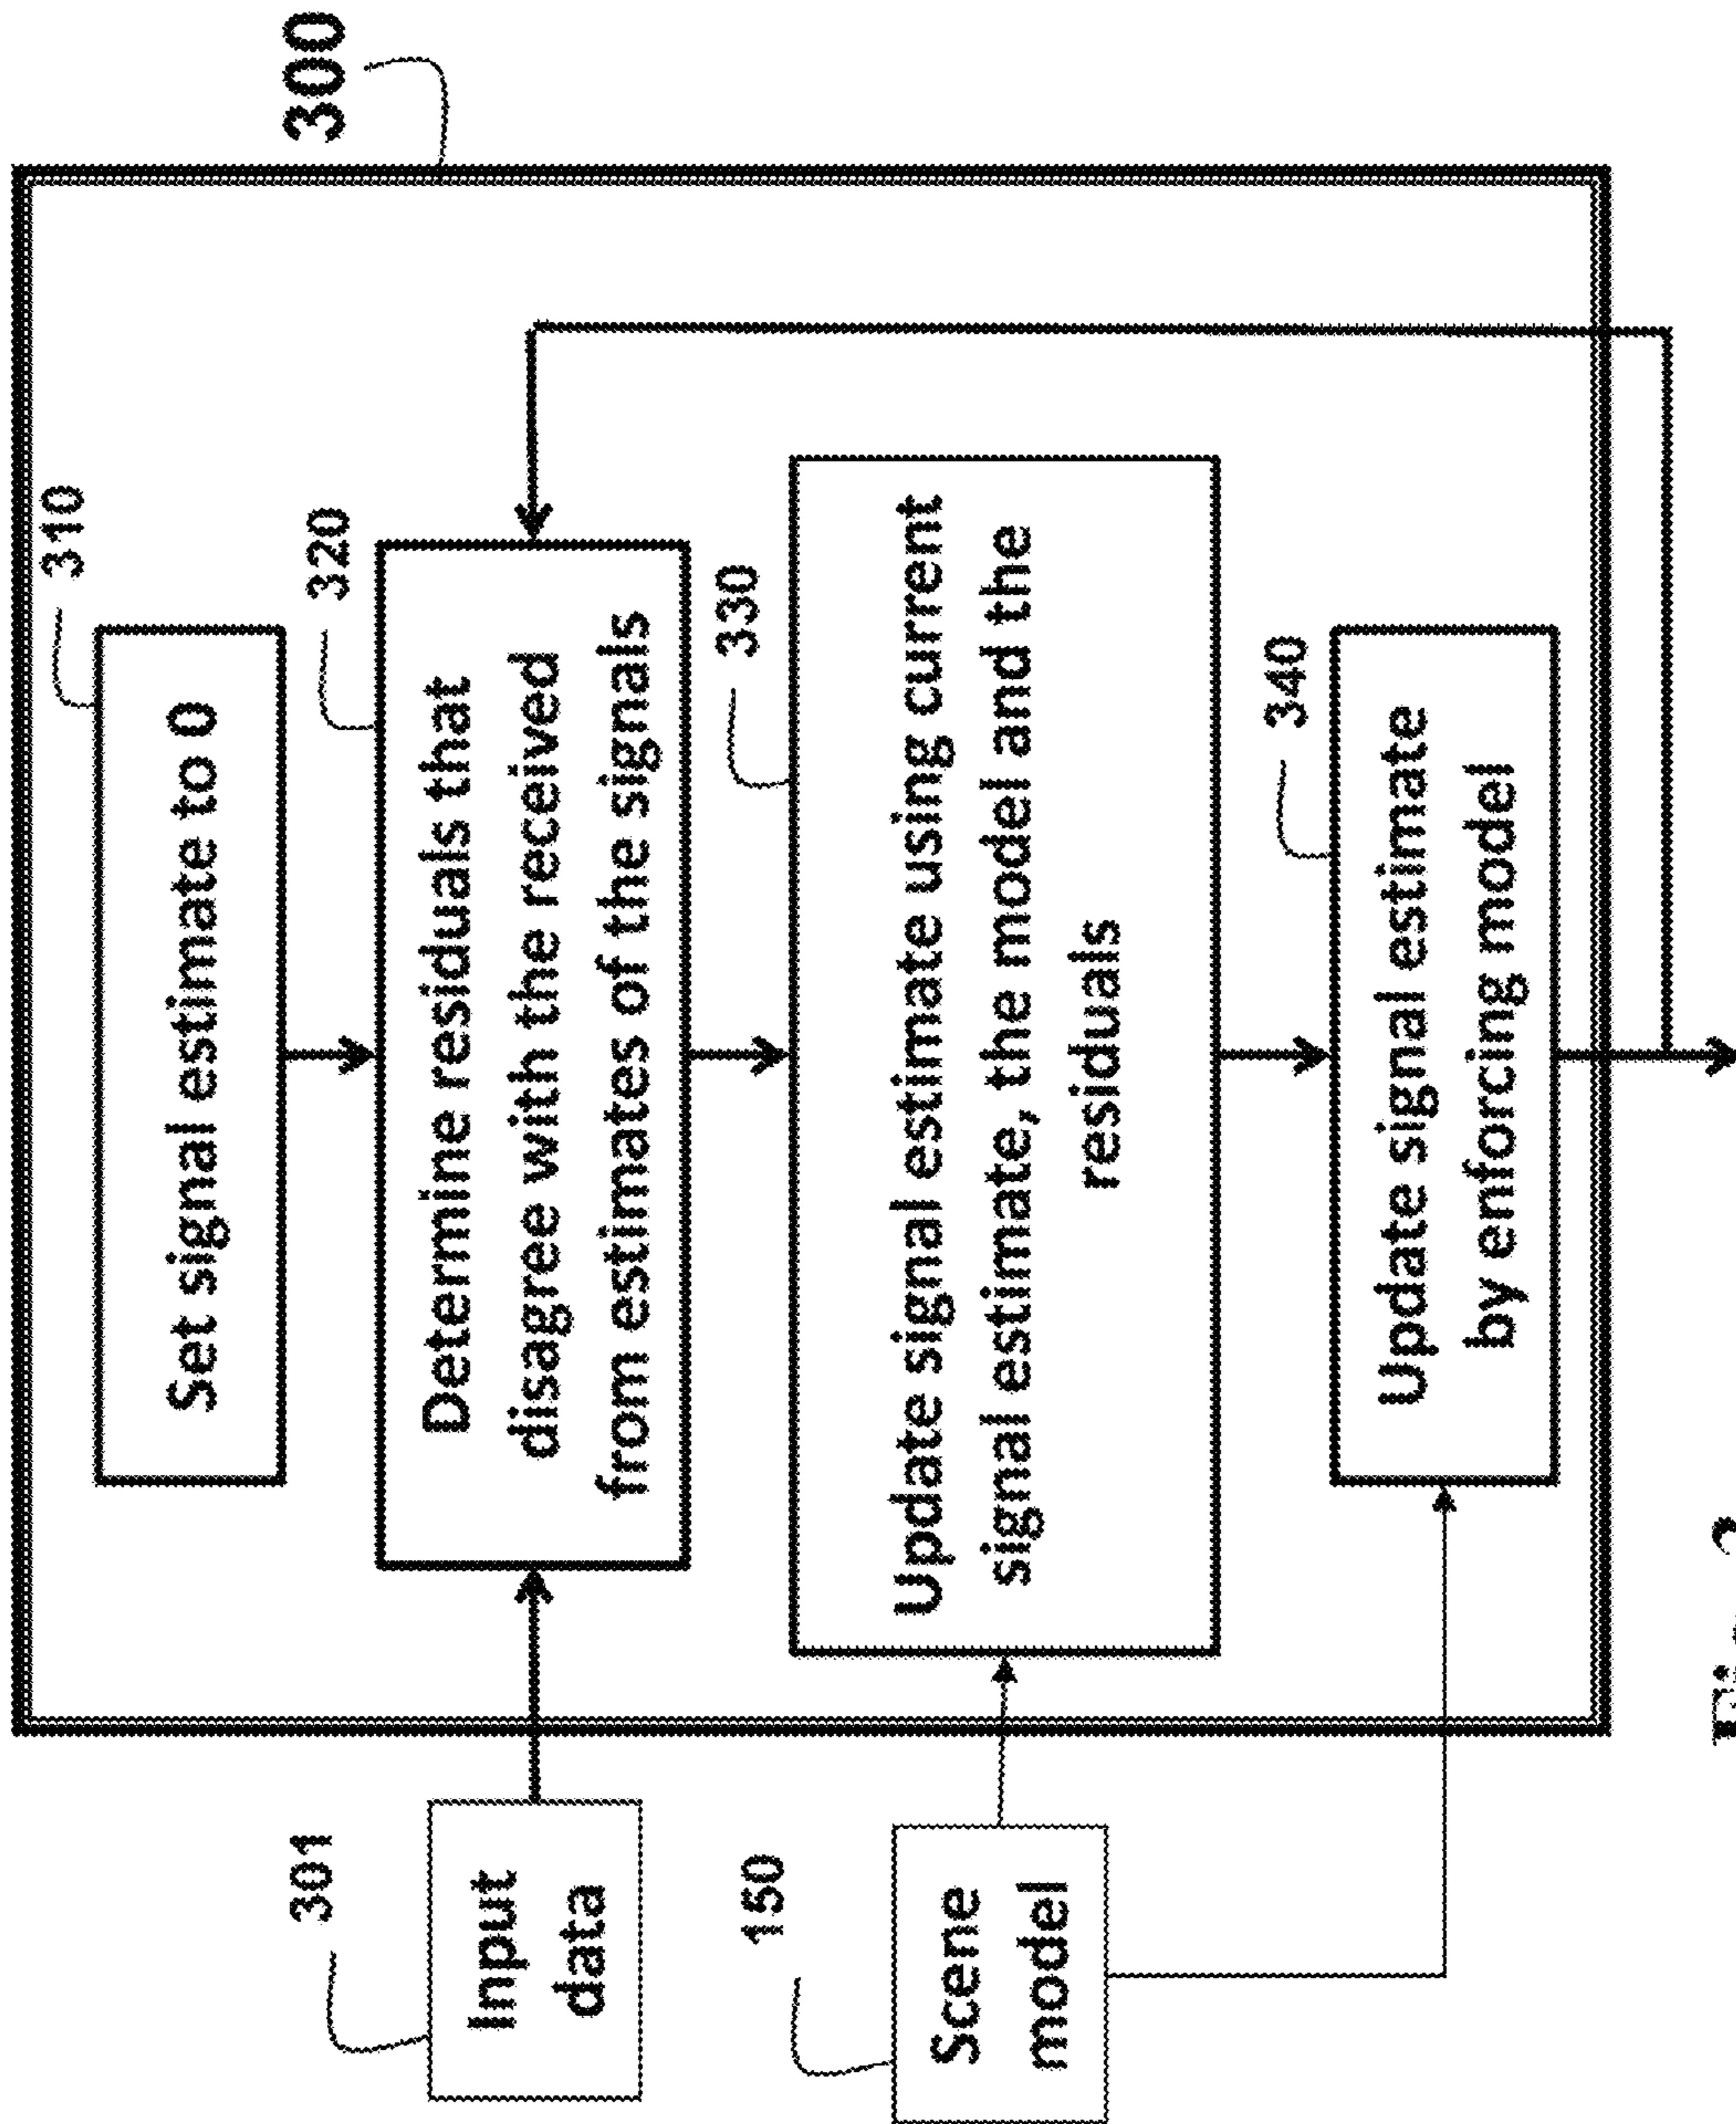 300
310
Set signal estimate to 0
320
Determine residuals that
disagree with the received
from estimates of the signals
301
Input
data
330
Update signal estimate using current
signal estimate, the model and the
residuals
150
Scene
model
340
Update signal estimate
by enforcing model